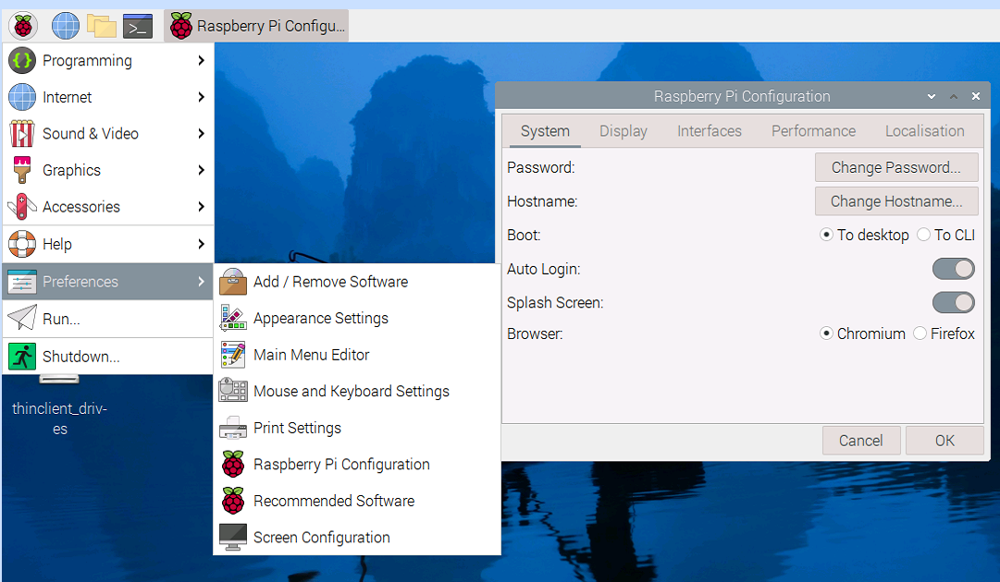 Raspberry Pi Configu...
Programming
Internet
Sound & Video
Graphics
Accessories
Help
Preferences
Run...
Shutdown...
thinclient_driv-
es
Add / Remove Software
Appearance Settings
Main Menu Editor
Mouse and Keyboard Settings
Print Settings
Raspberry Pi Configuration
Recommended Software
Screen Configuration
Raspberry Pi Configuration
System Display Interfaces Performance Localisation
Password: Change Password...
Hostname: Change Hostname...
Boot: To desktop To CLI
Auto Login:
Splash Screen:
Browser: Chromium Firefox
Cancel OK